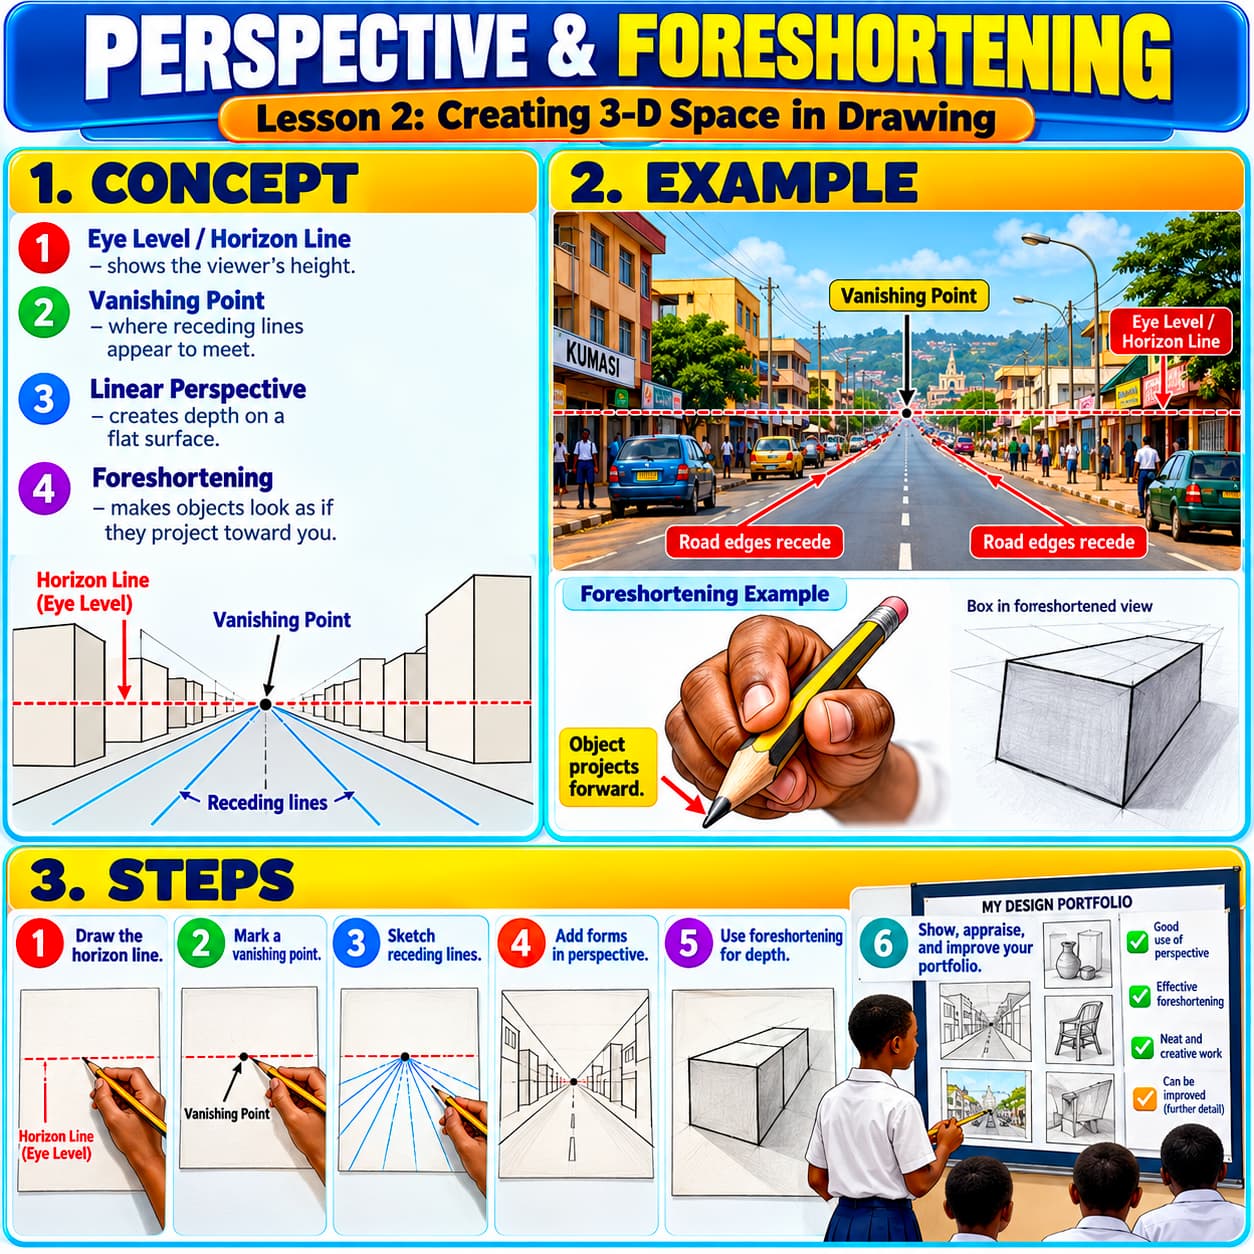 PERSPECTIVE & FORESHORTENING
Lesson 2: Creating 3-D Space in Drawing
1. CONCEPT
1
Eye Level / Horizon Line
– shows the viewer's height.
2
Vanishing Point
– where receding lines
appear to meet.
3
Linear Perspective
– creates depth on a
flat surface.
4
Foreshortening
– makes objects look as if
they project toward you.
Horizon Line
(Eye Level)
Vanishing Point
Receding lines
2. EXAMPLE
KUMASI
Vanishing Point
Eye Level /
Horizon Line
Road edges recede
Road edges recede
Foreshortening Example
Object
projects
forward.
Box in foreshortened view
3. STEPS
1
Draw the
horizon line.
Horizon Line
(Eye Level)
2
Mark a
vanishing point.
Vanishing Point
3
Sketch
receding lines.
4
Add forms
in perspective.
5
Use foreshortening
for depth.
6
Show, appraise,
and improve your
portfolio.
MY DESIGN PORTFOLIO
Good
use of
perspective
Effective
foreshortening
Neat and
creative work
Can be
improved
(further detail)